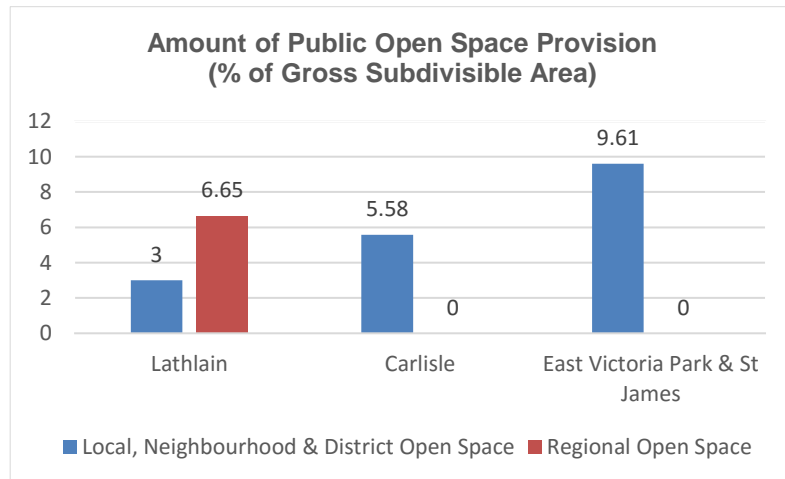 Amount of Public Open Space Provision
(% of Gross Subdivisible Area)
12
10
8
6
4
2
0
3
6.65
5.58
0
9.61
0
Lathlain
Carlisle
East Victoria Park & St
James
Local, Neighbourhood & District Open Space
Regional Open Space